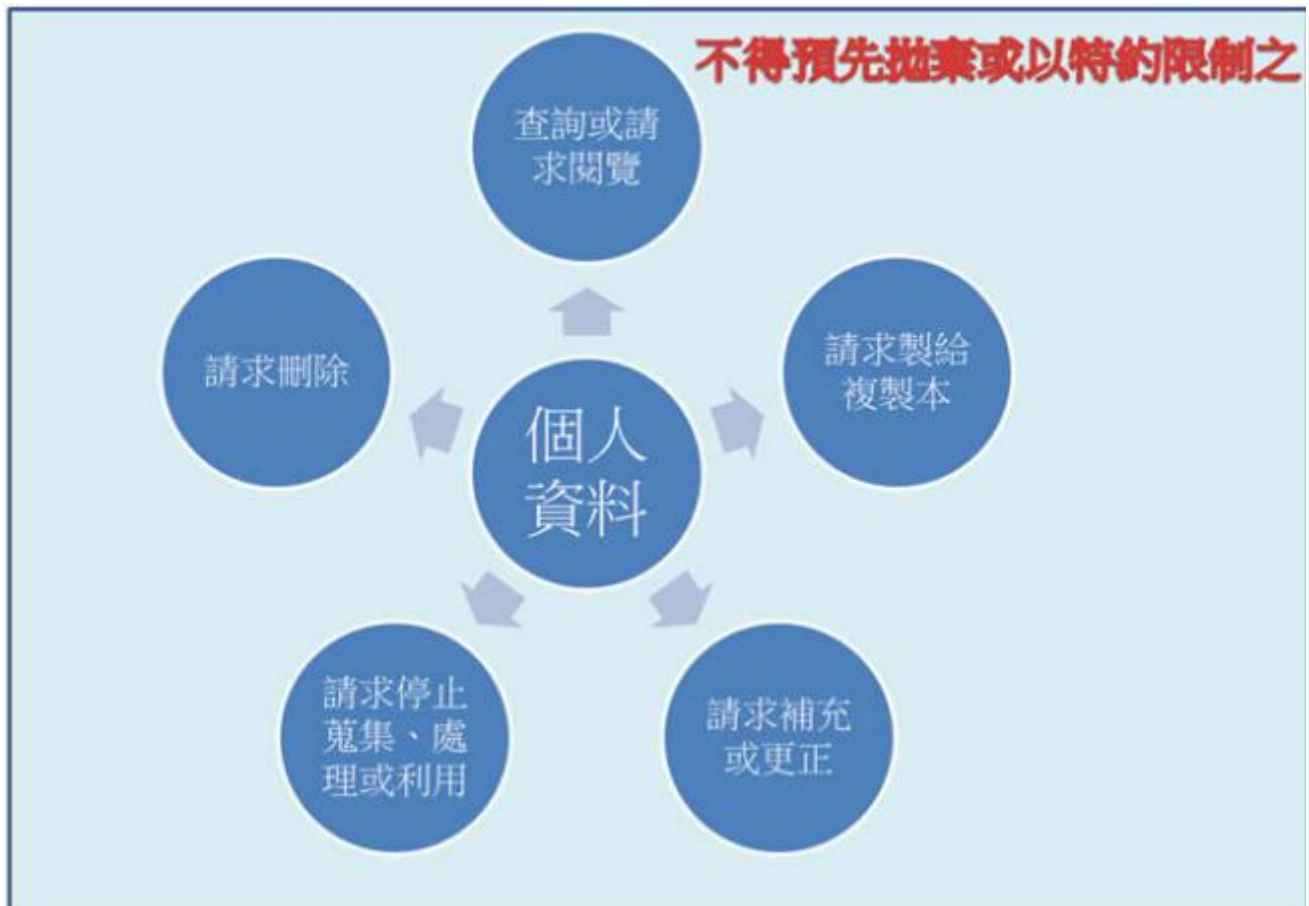 不得預先拋棄或以特約限制之
查詢或請
求閱覽
請求刪除
請求製給
複製本
個人
資料
請求停止
蒐集、處
理或利用
請求補充
或更正